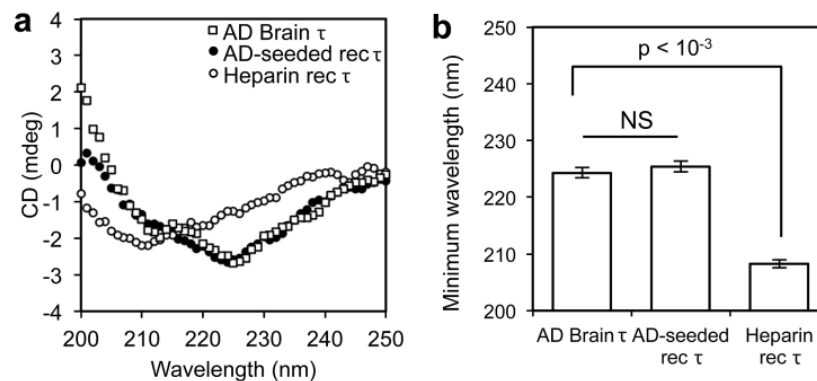 a
4
3
2
1
0
-1
-2
-3
-4
CD (mdeg)
AD Brain τ
AD-seeded rec τ
Heparin rec τ
200 210 220 230 240 250
Wavelength (nm)
b
250
240
230
220
210
200
Minimum wavelength (nm)
p < 10⁻³
NS
AD Brain τ AD-seeded Heparin
rec τ rec τ